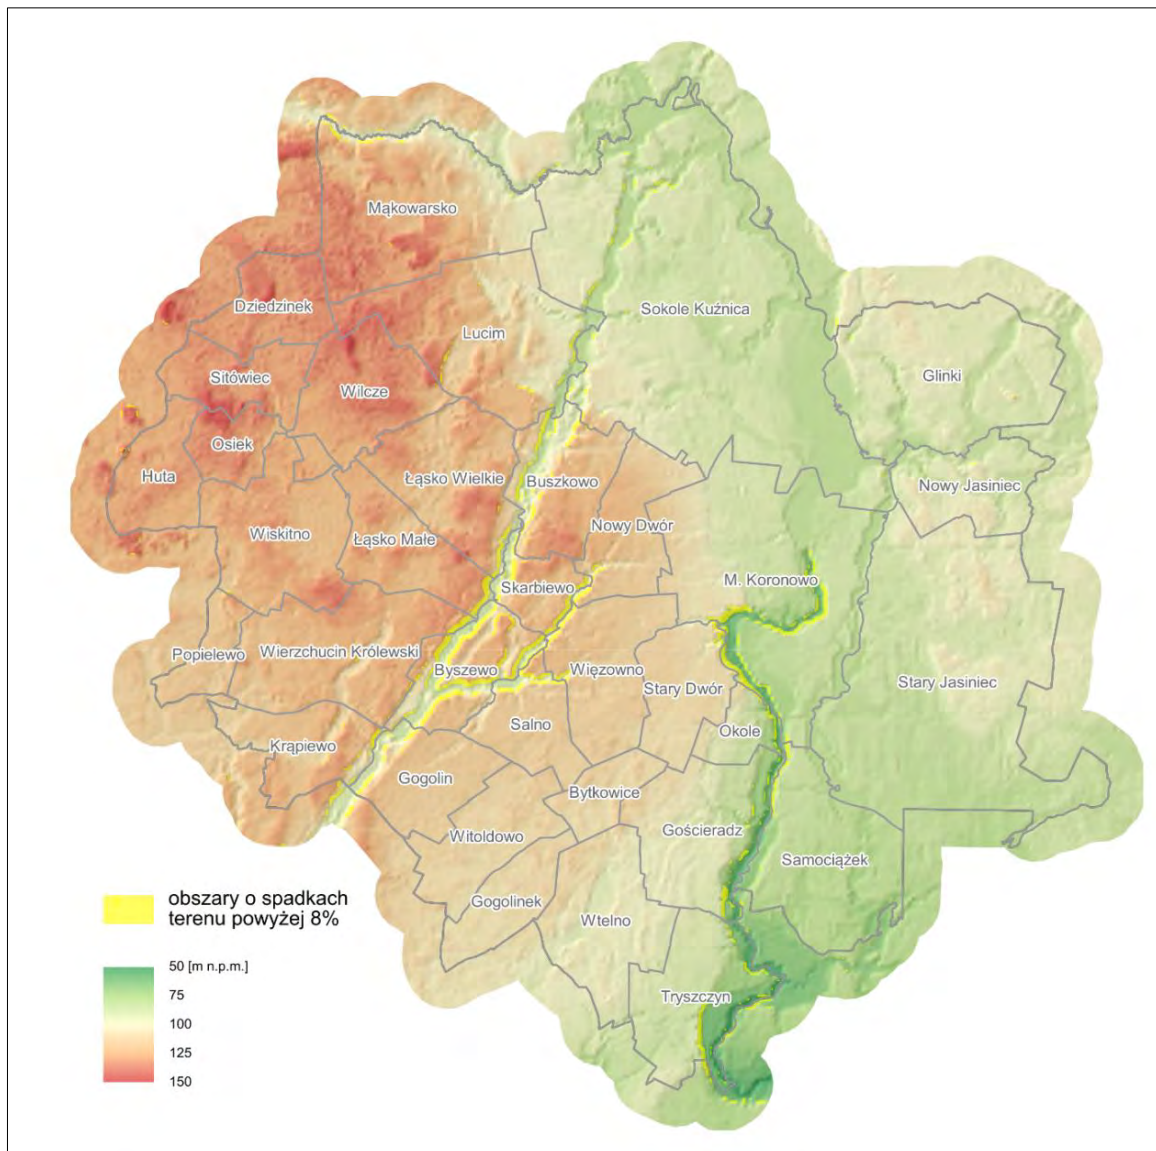 Mąkowarsko
Dziedzinek
Sokole Kuźnica
Lucim
Sitówiec
Wilcze
Glinki
Osiek
Huta
Łąsko Wielkie
Buszkowo
Nowy Jasiniec
Nowy Dwór
Wiskitno
Łąsko Małe
Skarbiewo
M. Koronowo
Popielewo
Wierzchucin Królewski
Byszewo
Więzowno
Stary Dwór
Stary Jasiniec
Salno
Okole
Krąpiewo
Gogolin
Bytkowice
Witoldowo
Gościeradz
Samociążek
Gogolinek
Wtelno
Tryszczyn
obszary o spadkach
terenu powyżej 8%
50 [m n.p.m.]
75
100
125
150